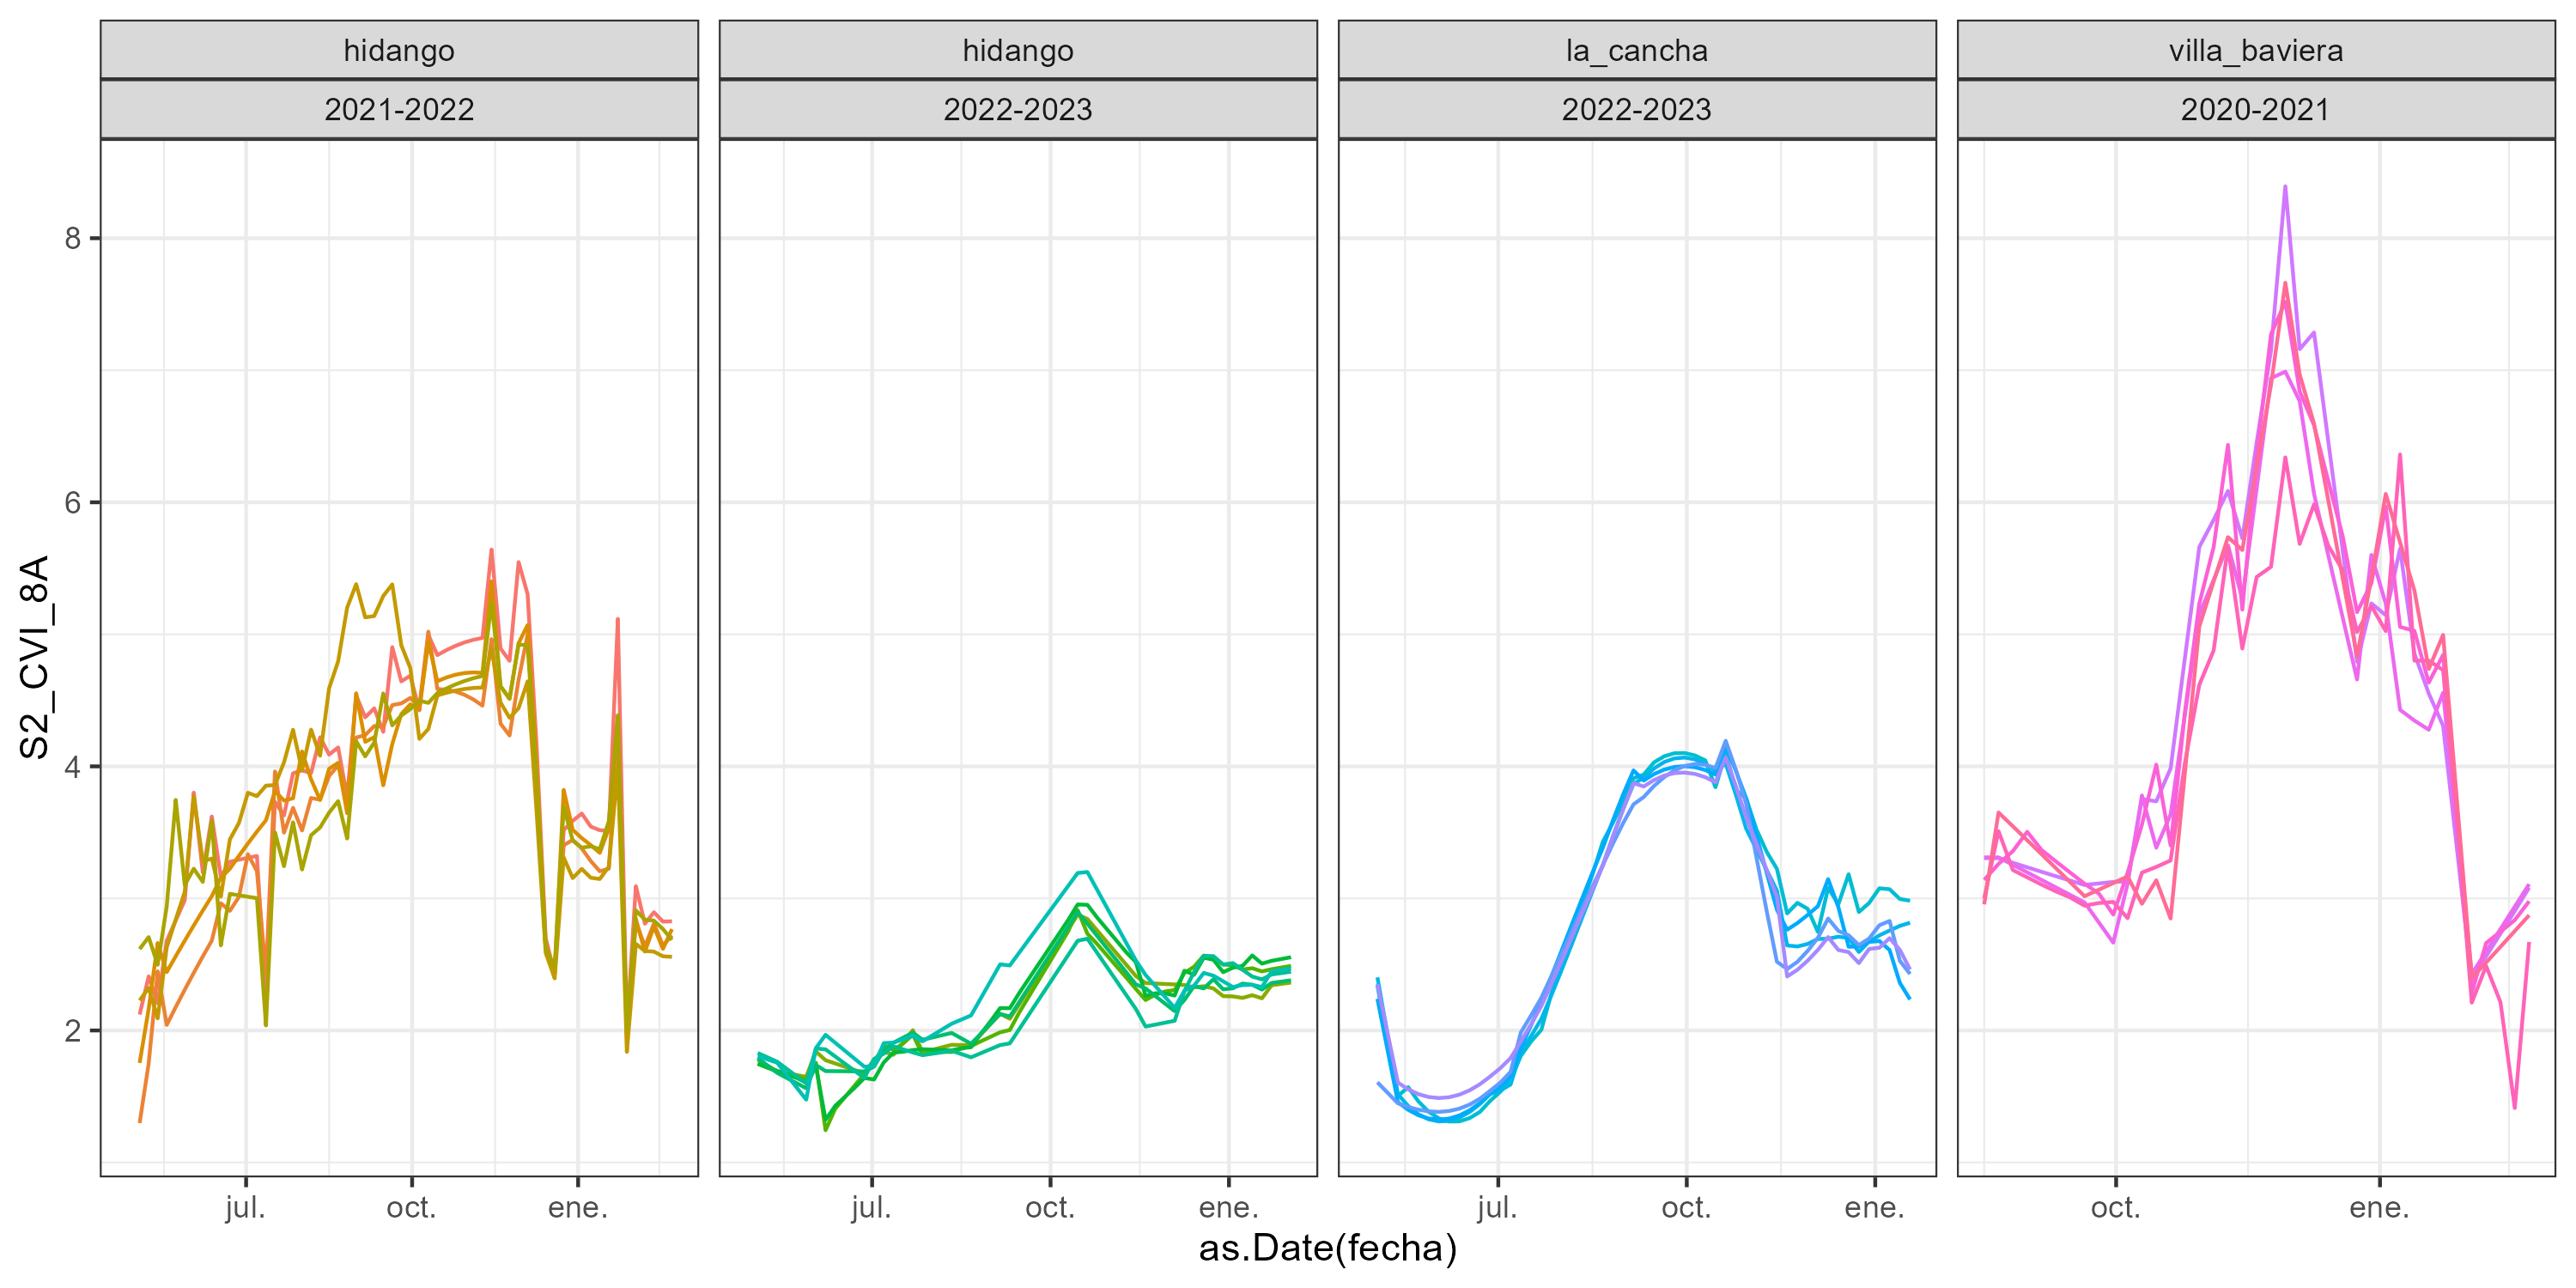 hidango
hidango
la_cancha
villa_baviera
2021-2022
2022-2023
2022-2023
2020-2021
S2_CVI_8A
8
6
4
2
jul.
oct.
ene.
jul.
oct.
ene.
jul.
oct.
ene.
oct.
ene.
as.Date(fecha)